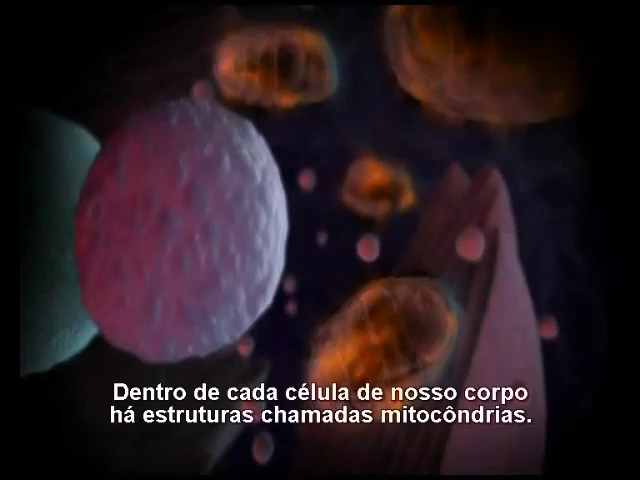 Dentro de cada célula de nosso corpo
há estruturas chamadas mitocôndrias.